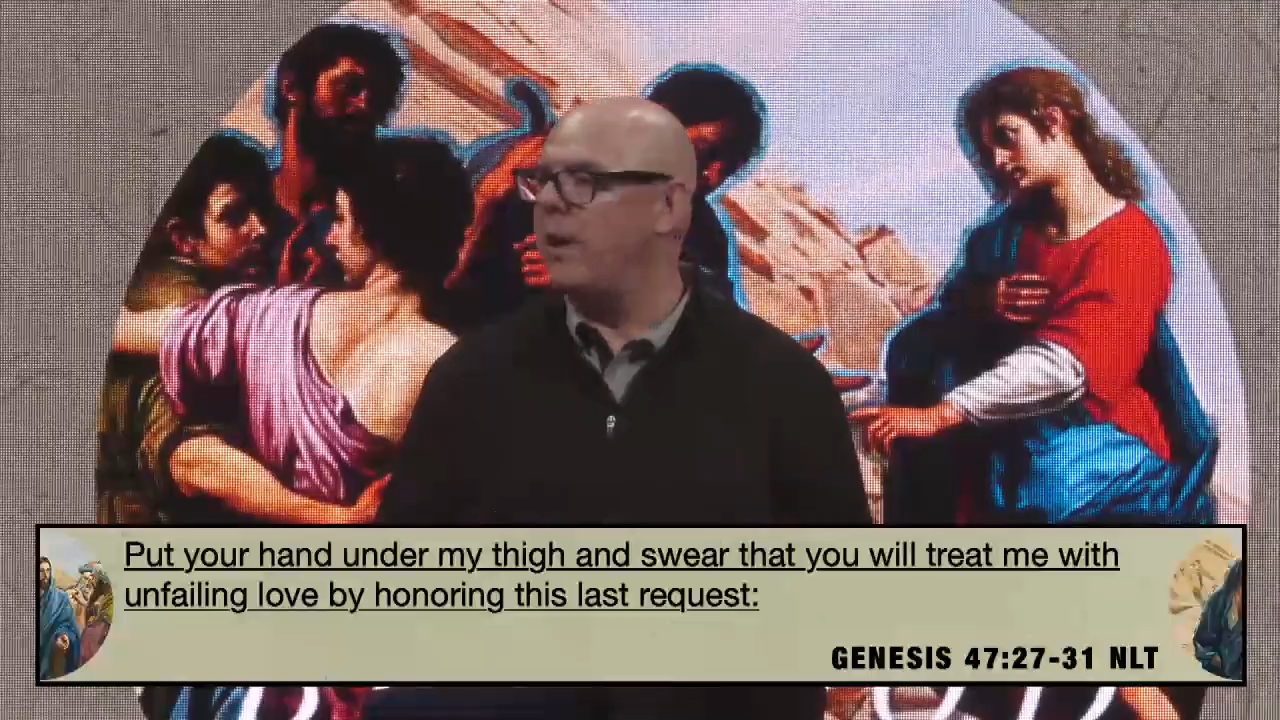 Put your hand under my thigh and swear that you will treat me with
unfailing love by honoring this last request:
GENESIS 47:27-31 NLT